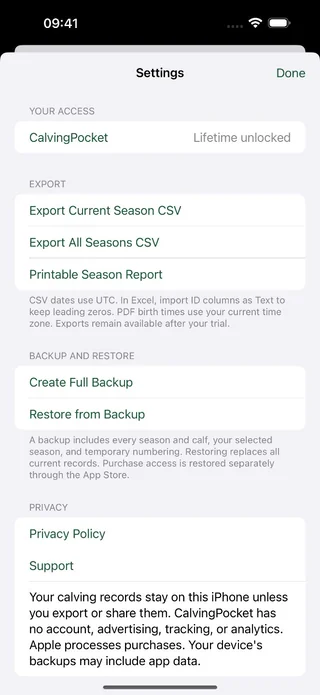 09:41
Settings
Done
YOUR ACCESS
CalvingPocket
Lifetime unlocked
EXPORT
Export Current Season CSV
Export All Seasons CSV
Printable Season Report
CSV dates use UTC. In Excel, import ID columns as Text to
keep leading zeros. PDF birth times use your current time
zone. Exports remain available after your trial.
BACKUP AND RESTORE
Create Full Backup
Restore from Backup
A backup includes every season and calf, your selected
season, and temporary numbering. Restoring replaces all
current records. Purchase access is restored separately
through the App Store.
PRIVACY
Privacy Policy
Support
Your calving records stay on this iPhone unless
you export or share them. CalvingPocket has
no account, advertising, tracking, or analytics.
Apple processes purchases. Your device's
backups may include app data.